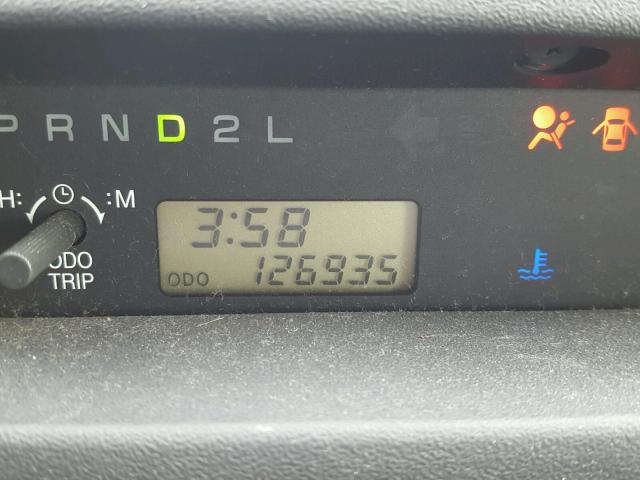 P R N D 2 L
H: :M
3:58
ODO
TRIP
ODO 126935